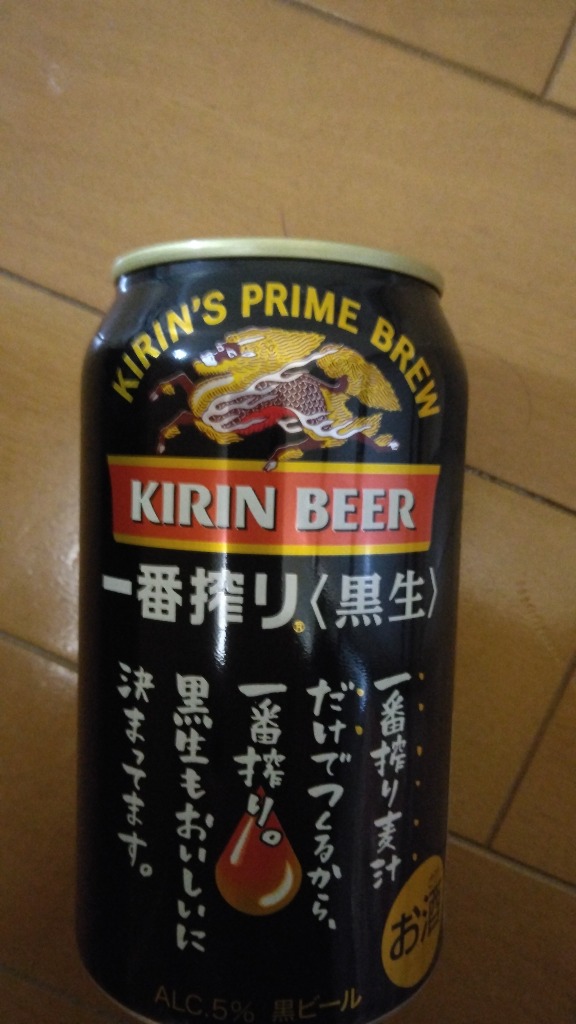 KIRIN'S PRIME BREW
KIRIN BEER
一番搾り®〈黒生〉
一番搾り麦汁
だけでつくるから、
一番搾り。
黒生もおいしいに
決まってます。
お酒
ALC.5% 黒ビール